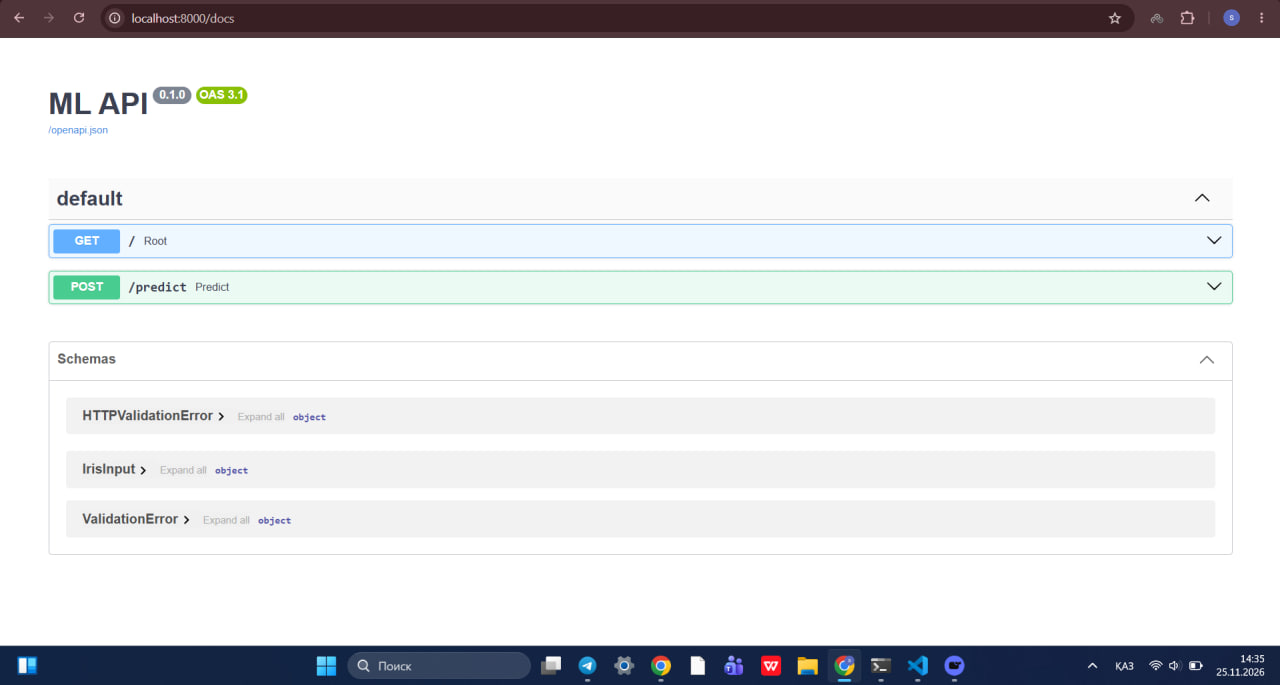 localhost:8000/docs
S
ML API 0.1.0 OAS 3.1
/openapi.json
default
GET / Root
POST /predict Predict
Schemas
HTTPValidationError Expand all object
IrisInput Expand all object
ValidationError Expand all object
Поиск
ҚАЗ
14:35
25.11.2026